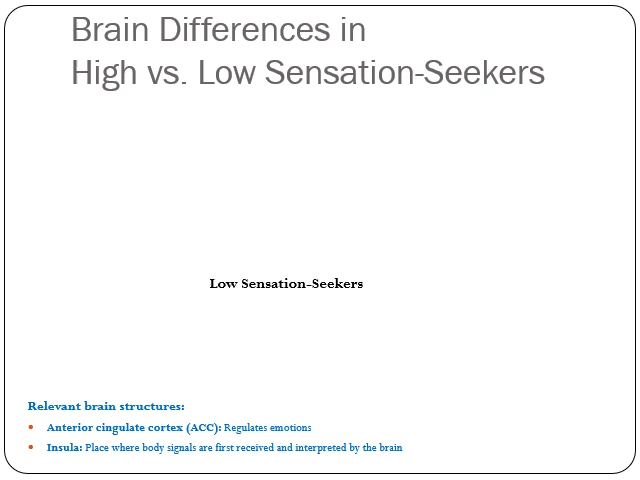 Brain Differences in
High vs. Low Sensation-Seekers
Low Sensation-Seekers
Relevant brain structures:
• Anterior cingulate cortex (ACC): Regulates emotions
• Insula: Place where body signals are first received and interpreted by the brain